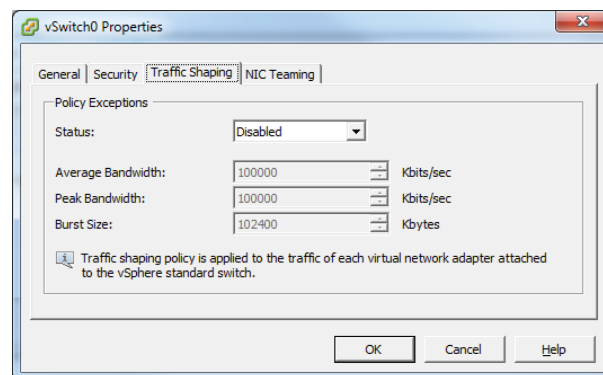 vSwitch0 Properties
General Security Traffic Shaping NIC Teaming
Policy Exceptions
Status: Disabled
Average Bandwidth: 100000 Kbits/sec
Peak Bandwidth: 100000 Kbits/sec
Burst Size: 102400 Kbytes
Traffic shaping policy is applied to the traffic of each virtual network adapter attached
to the vSphere standard switch.
OK Cancel Help